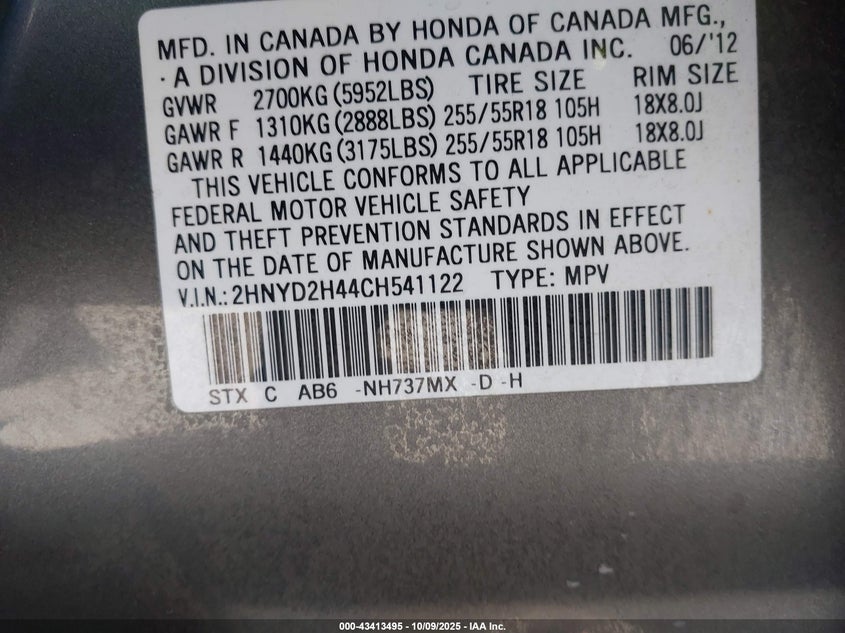 MFD. IN CANADA BY HONDA OF CANADA MFG.,
· A DIVISION OF HONDA CANADA INC. 06/'12
GVWR 2700KG (5952LBS) TIRE SIZE RIM SIZE
GAWR F 1310KG (2888LBS) 255/55R18 105H 18X8.0J
GAWR R 1440KG (3175LBS) 255/55R18 105H 18X8.0J
THIS VEHICLE CONFORMS TO ALL APPLICABLE
FEDERAL MOTOR VEHICLE SAFETY
AND THEFT PREVENTION STANDARDS IN EFFECT
ON THE DATE OF MANUFACTURE SHOWN ABOVE.
V.I.N.: 2HNYD2H44CH541122 TYPE: MPV
STX C AB6 -NH737MX -D -H
000-43413495 - 10/09/2025 - IAA Inc.